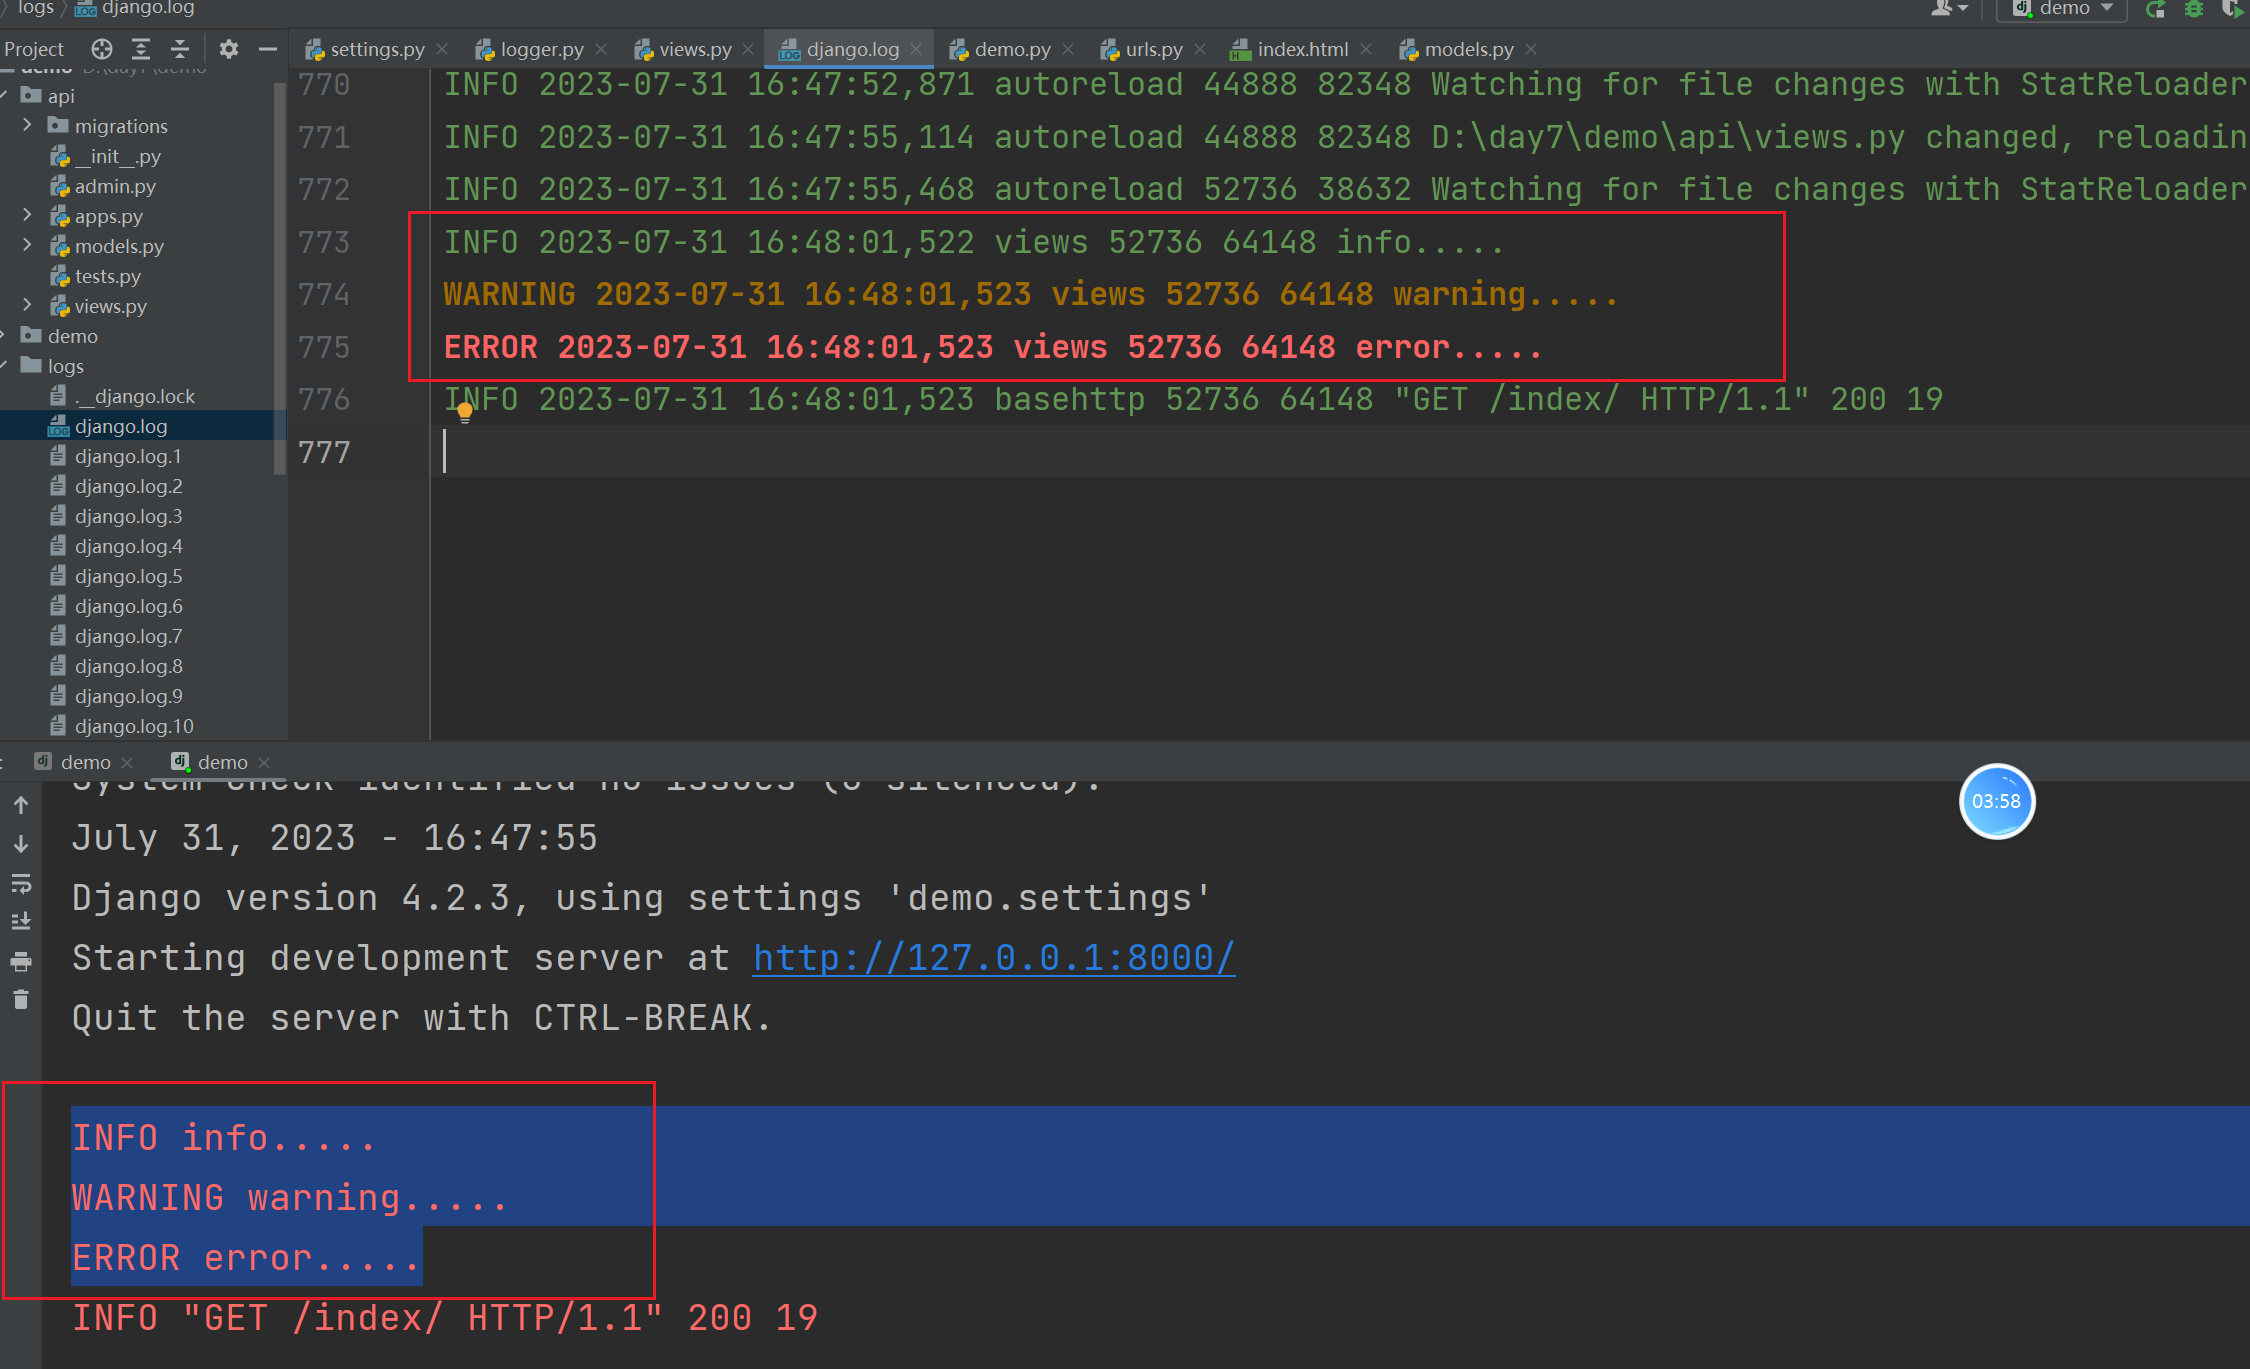 logs django.log
demo
Project
settings.py logger.py views.py django.log demo.py urls.py index.html models.py
demo D:\day7\demo
api
migrations
__init__.py
admin.py
apps.py
models.py
tests.py
views.py
demo
logs
.__django.lock
django.log
django.log.1
django.log.2
django.log.3
django.log.4
django.log.5
django.log.6
django.log.7
django.log.8
django.log.9
django.log.10
770 INFO 2023-07-31 16:47:52,871 autoreload 44888 82348 Watching for file changes with StatReloader
771 INFO 2023-07-31 16:47:55,114 autoreload 44888 82348 D:\day7\demo\api\views.py changed, reloadin
772 INFO 2023-07-31 16:47:55,468 autoreload 52736 38632 Watching for file changes with StatReloader
773 INFO 2023-07-31 16:48:01,522 views 52736 64148 info.....
774 WARNING 2023-07-31 16:48:01,523 views 52736 64148 warning.....
775 ERROR 2023-07-31 16:48:01,523 views 52736 64148 error.....
776 INFO 2023-07-31 16:48:01,523 basehttp 52736 64148 "GET /index/ HTTP/1.1" 200 19
777
demo demo
System check identified no issues (0 silenced).
03:58
July 31, 2023 - 16:47:55
Django version 4.2.3, using settings 'demo.settings'
Starting development server at http://127.0.0.1:8000/
Quit the server with CTRL-BREAK.
INFO info.....
WARNING warning.....
ERROR error.....
INFO "GET /index/ HTTP/1.1" 200 19